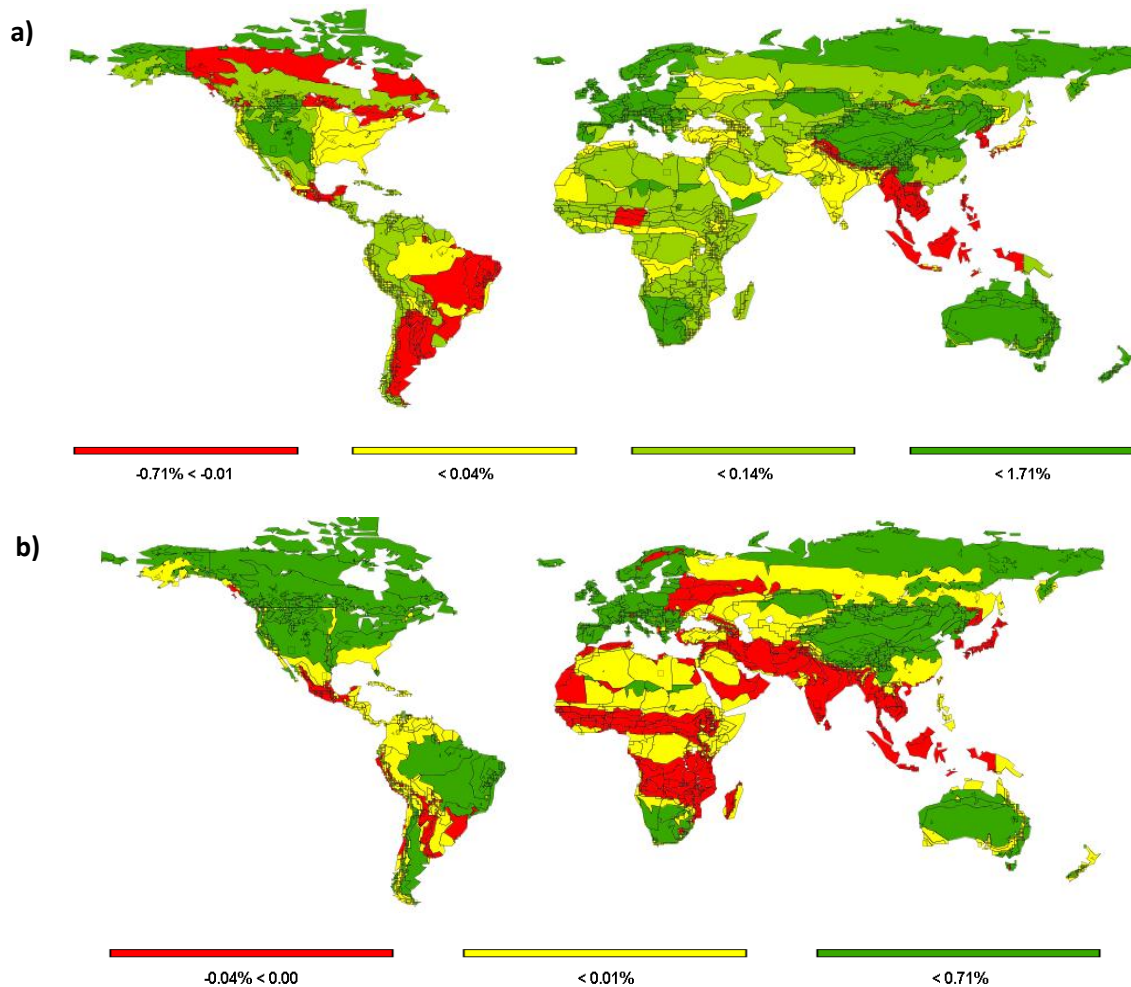 a)
-0.71% < -0.01
< 0.04%
< 0.14%
< 1.71%
b)
-0.04% < 0.00
< 0.01%
< 0.71%